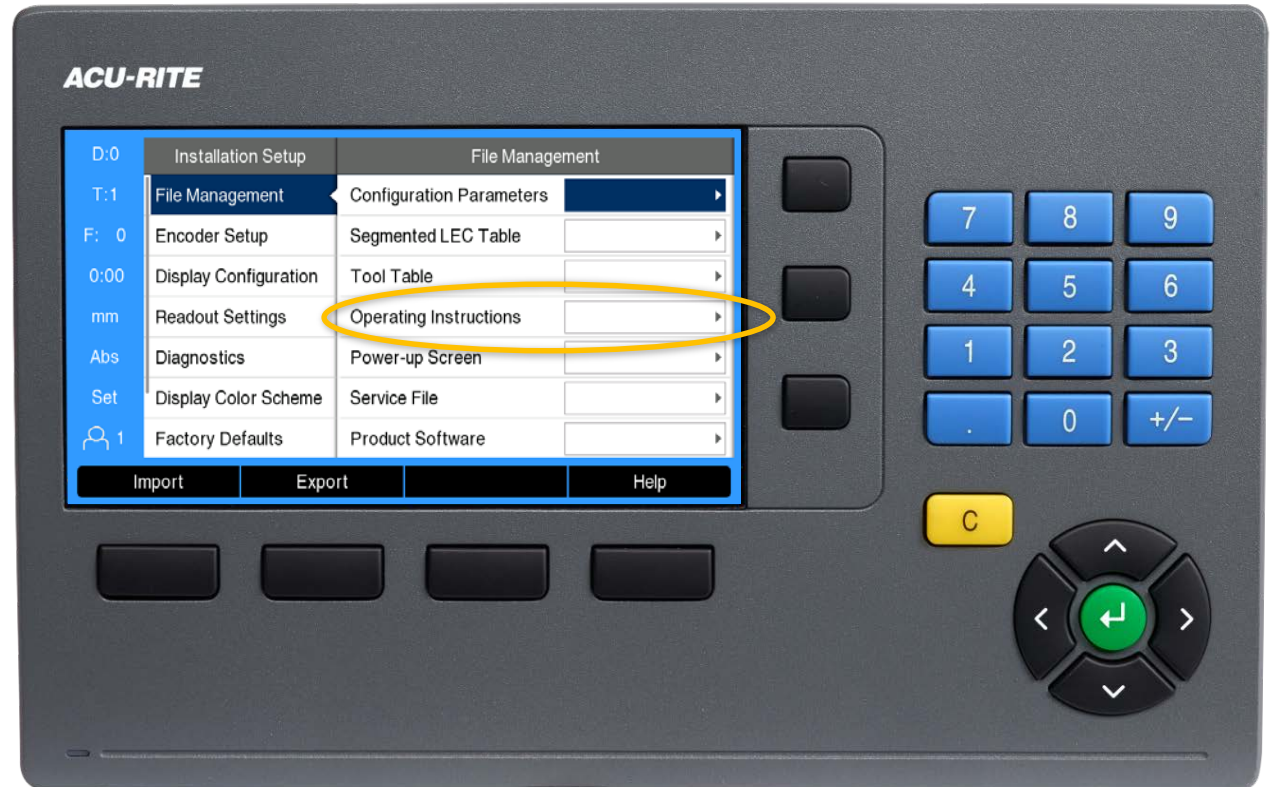 ACU-RITE
D:0 Installation Setup File Management
T:1 File Management Configuration Parameters
F: 0 Encoder Setup Segmented LEC Table
0:00 Display Configuration Tool Table
mm Readout Settings Operating Instructions
Abs Diagnostics Power-up Screen
Set Display Color Scheme Service File
1 Factory Defaults Product Software
Import Export Help
7 8 9
4 5 6
1 2 3
. 0 +/-
C